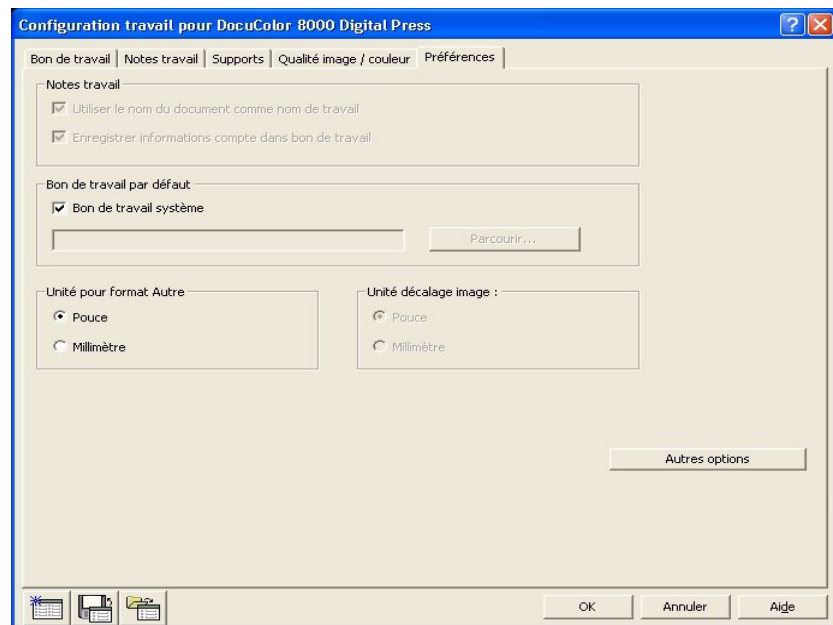 Configuration travail pour DocuColor 8000 Digital Press
Bon de travail Notes travail Supports Qualité image / couleur Préférences
Notes travail
Utiliser le nom du document comme nom de travail
Enregistrer informations compte dans bon de travail
Bon de travail par défaut
Bon de travail système
Parcourir...
Unité pour format Autre
Pouce
Millimètre
Unité décalage image :
Pouce
Millimètre
Autres options
OK Annuler Aide